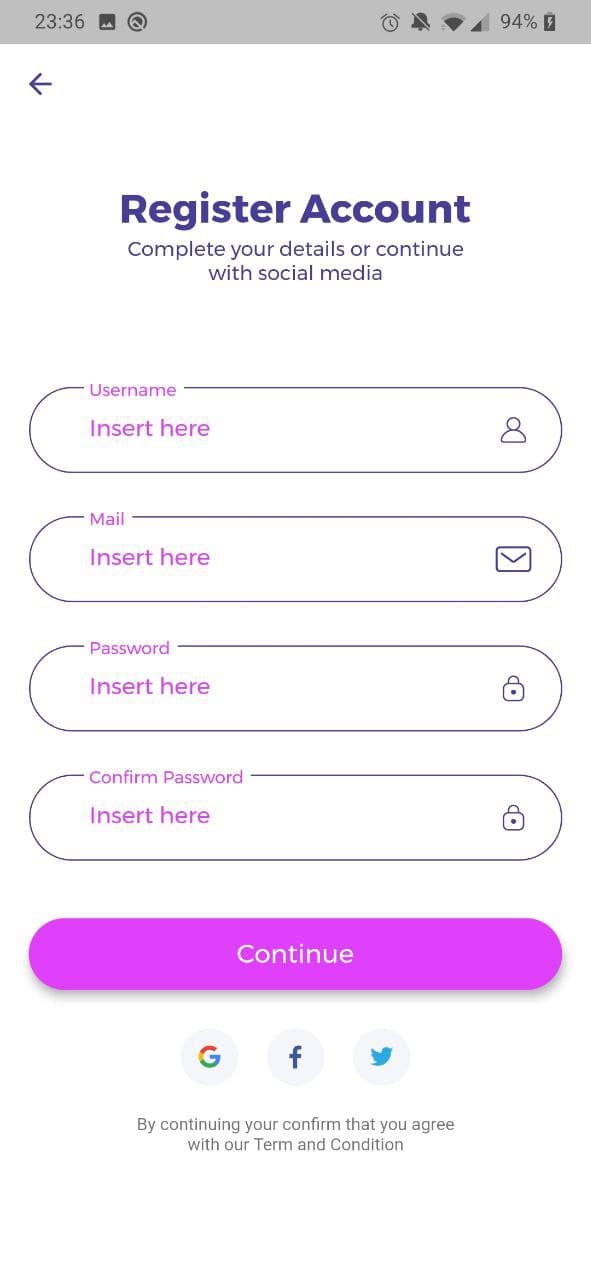 23:36 94%
Register Account
Complete your details or continue
with social media
Username
Insert here
Mail
Insert here
Password
Insert here
Confirm Password
Insert here
Continue
By continuing your confirm that you agree
with our Term and Condition